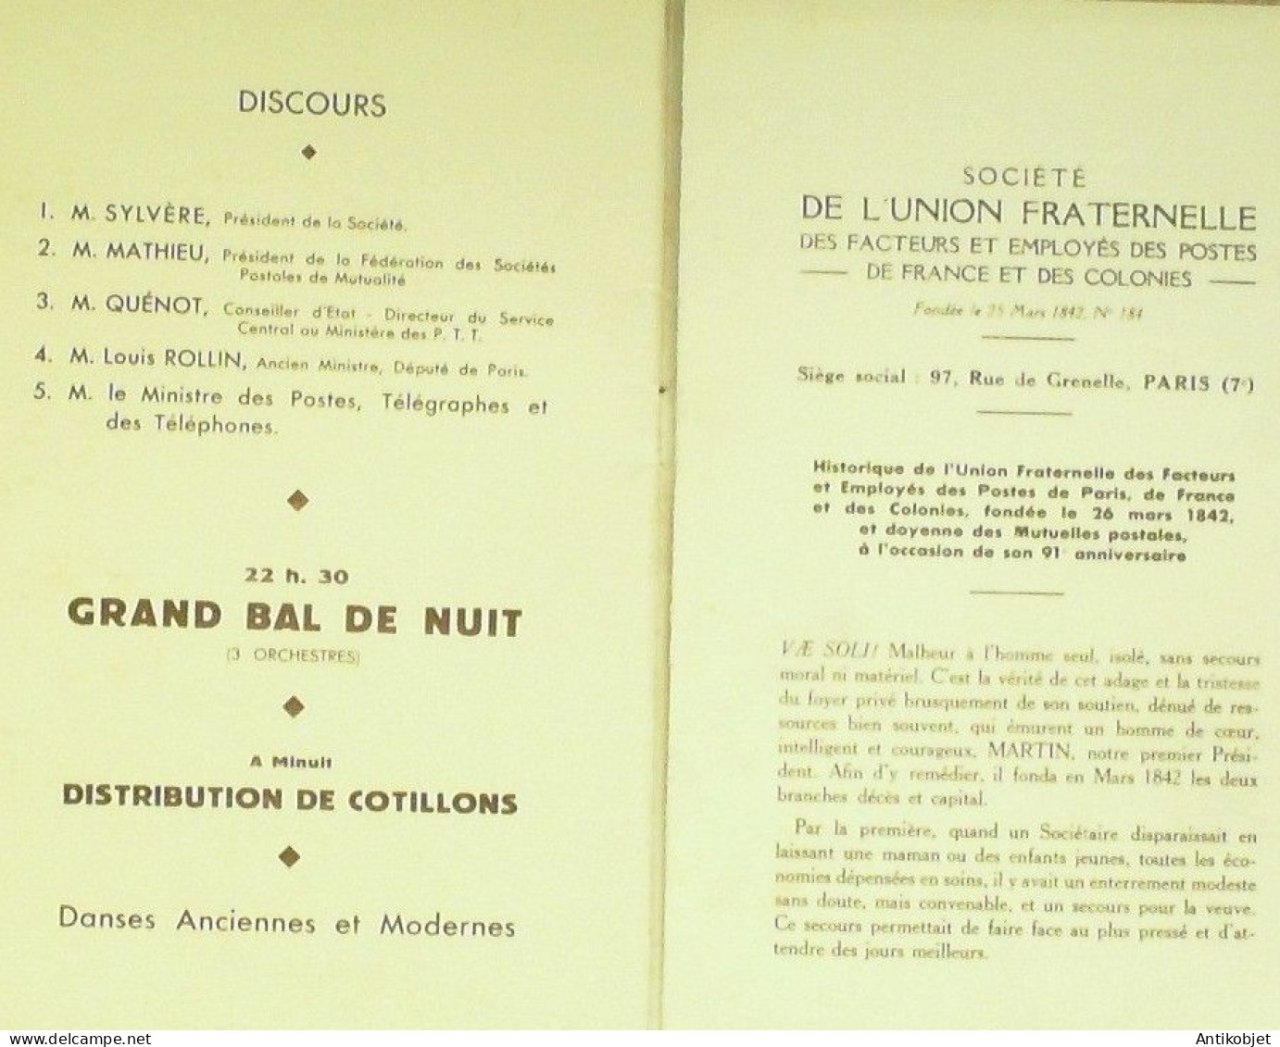 DISCOURS
1. M. SYLVÈRE, Président de la Société.
2. M. MATHIEU, Président de la Fédération des Sociétés
Postales de Mutualité
3. M. QUÉNOT, Conseiller d'Etat - Directeur du Service
Central au Ministère des P. T. T.
4. M. Louis ROLLIN, Ancien Ministre, Député de Paris.
5. M. le Ministre des Postes, Télégraphes et
des Téléphones.
22 h. 30
GRAND BAL DE NUIT
(3 ORCHESTRES)
A Minuit
DISTRIBUTION DE COTILLONS
Danses Anciennes et Modernes
SOCIÉTÉ
DE L'UNION FRATERNELLE
DES FACTEURS ET EMPLOYÉS DES POSTES
DE FRANCE ET DES COLONIES
Fondée le Mars 1842 N° 184
Siège social : 97, Rue de Grenelle, PARIS (7e)
Historique de l'Union Fraternelle des Facteurs
et Employés des Postes de Paris, de France
et des Colonies, fondée le 26 mars 1842,
et doyenne des Mutuelles postales,
à l'occasion de son 91e anniversaire
VÆ SOLI! Malheur à l'homme seul, isolé, sans secours
moral ni matériel. C'est la vérité de cet adage et la tristesse
du foyer privé brusquement de son soutien, dénué de res-
sources bien souvent, qui émurent un homme de cœur,
intelligent et courageux, MARTIN, notre premier Prési-
dent. Afin d'y remédier, il fonda en Mars 1842 les deux
branches décès et capital.
Par la première, quand un Sociétaire disparaissait en
laissant une maman ou des enfants jeunes, toutes les éco-
nomies dépensées en soins, il y avait un enterrement modeste
sans doute, mais convenable, et un secours pour la veuve.
Ce secours permettait de faire face au plus pressé et d'at-
tendre des jours meilleurs.
www.delcampe.net
Antikobjet